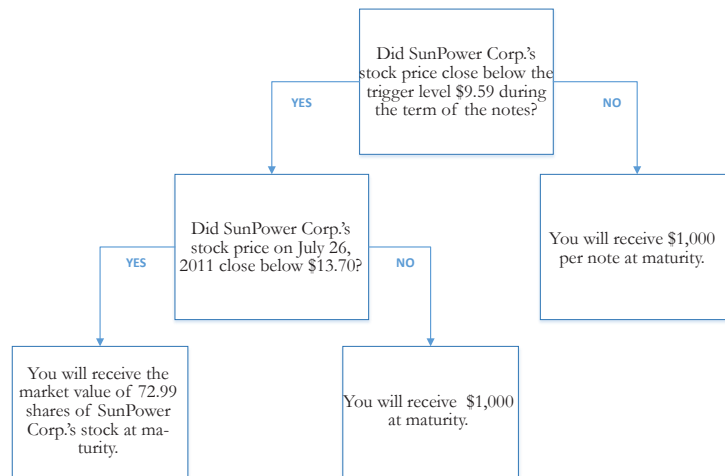 Did SunPower Corp.'s
stock price close below the
trigger level $9.59 during
the term of the notes?
YES
NO
Did SunPower Corp.'s
stock price on July 26,
2011 close below $13.70?
You will receive $1,000
per note at maturity.
YES
NO
You will receive the
market value of 72.99
shares of SunPower
Corp.'s stock at ma-
turity.
You will receive $1,000
at maturity.